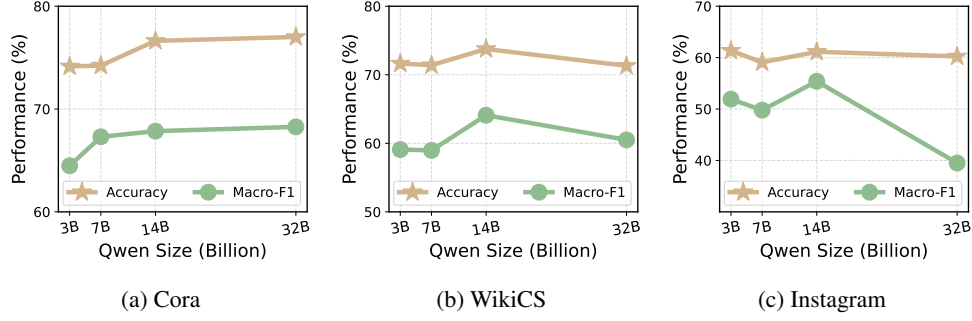 80
70
60
Performance (%)
Accuracy
Macro-F1
3B
7B
14B
32B
Qwen Size (Billion)
(a) Cora
80
70
60
50
Performance (%)
Accuracy
Macro-F1
3B
7B
14B
32B
Qwen Size (Billion)
(b) WikiCS
70
60
50
40
Performance (%)
Accuracy
Macro-F1
3B
7B
14B
32B
Qwen Size (Billion)
(c) Instagram